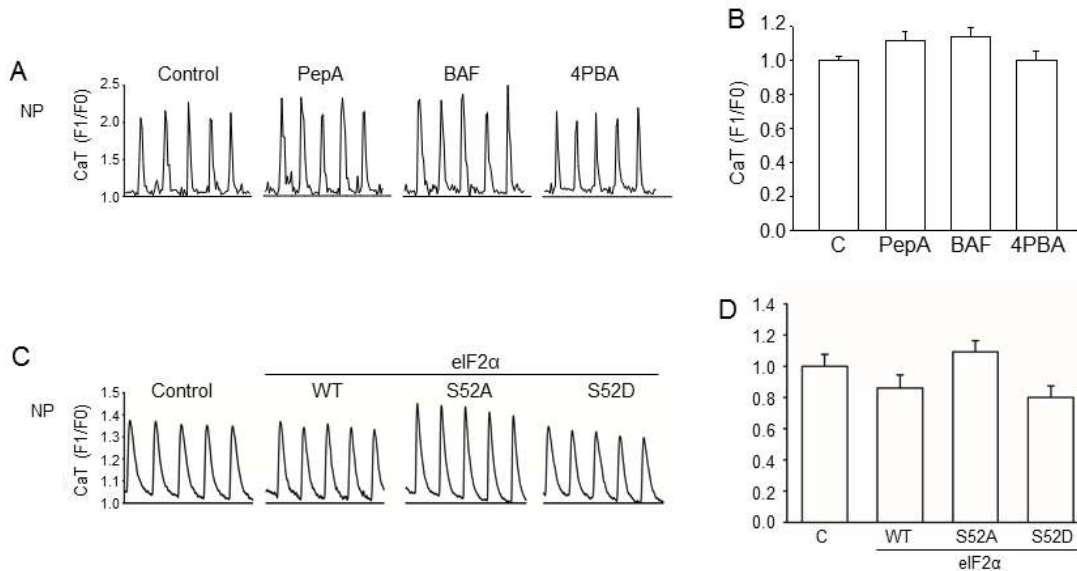 A
NP
Control
PepA
BAF
4PBA
CaT (F1/F0)
2.5
2.0
1.5
1.0
B
CaT (F1/F0)
1.2
1.0
0.8
0.6
0.4
0.2
0.0
C
PepA
BAF
4PBA
C
NP
eIF2α
Control
WT
S52A
S52D
CaT (F1/F0)
1.5
1.4
1.3
1.2
1.1
1.0
D
1.4
1.2
1.0
0.8
0.6
0.4
0.2
0.0
C
WT
S52A
S52D
eIF2α